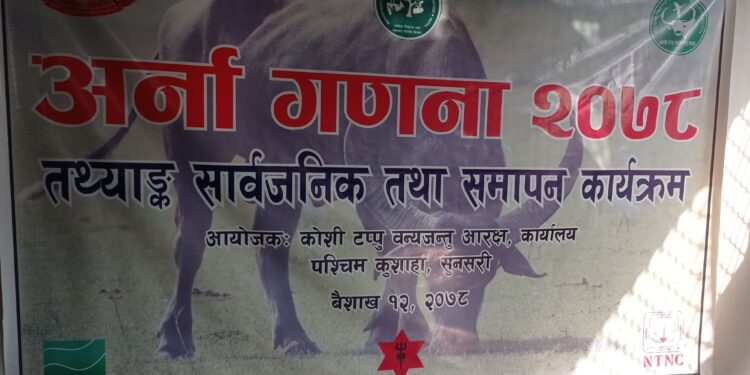 अर्ना गणना २०७८
तथ्याङ्क सार्वजनिक तथा समापन कार्यक्रम
आयोजकः कोशी टप्पु वन्यजन्तु आरक्ष, कार्यालय
पश्चिम कुशाहा, सुनसरी
बैशाख १२, २०७८
NTNC